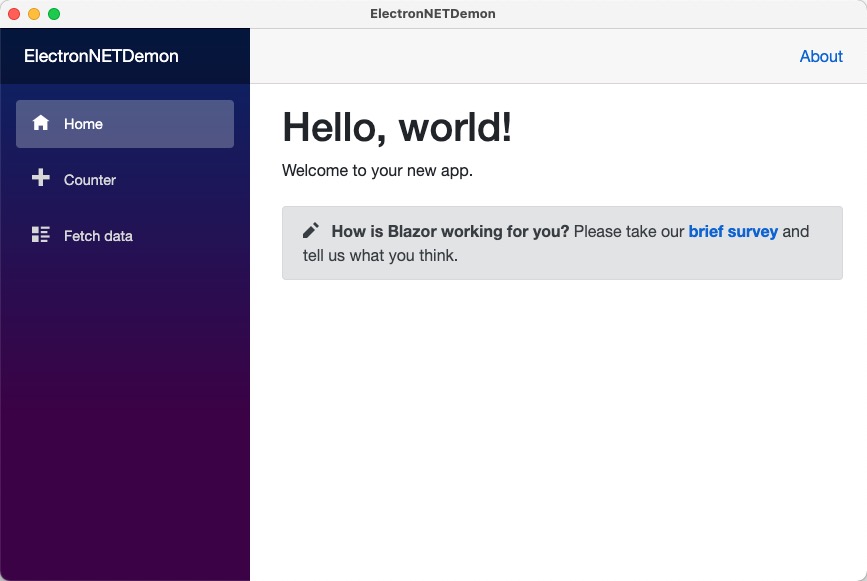 ElectronNETDemon
ElectronNETDemon
About
Home
Counter
Fetch data
Hello, world!
Welcome to your new app.
How is Blazor working for you? Please take our brief survey and
tell us what you think.